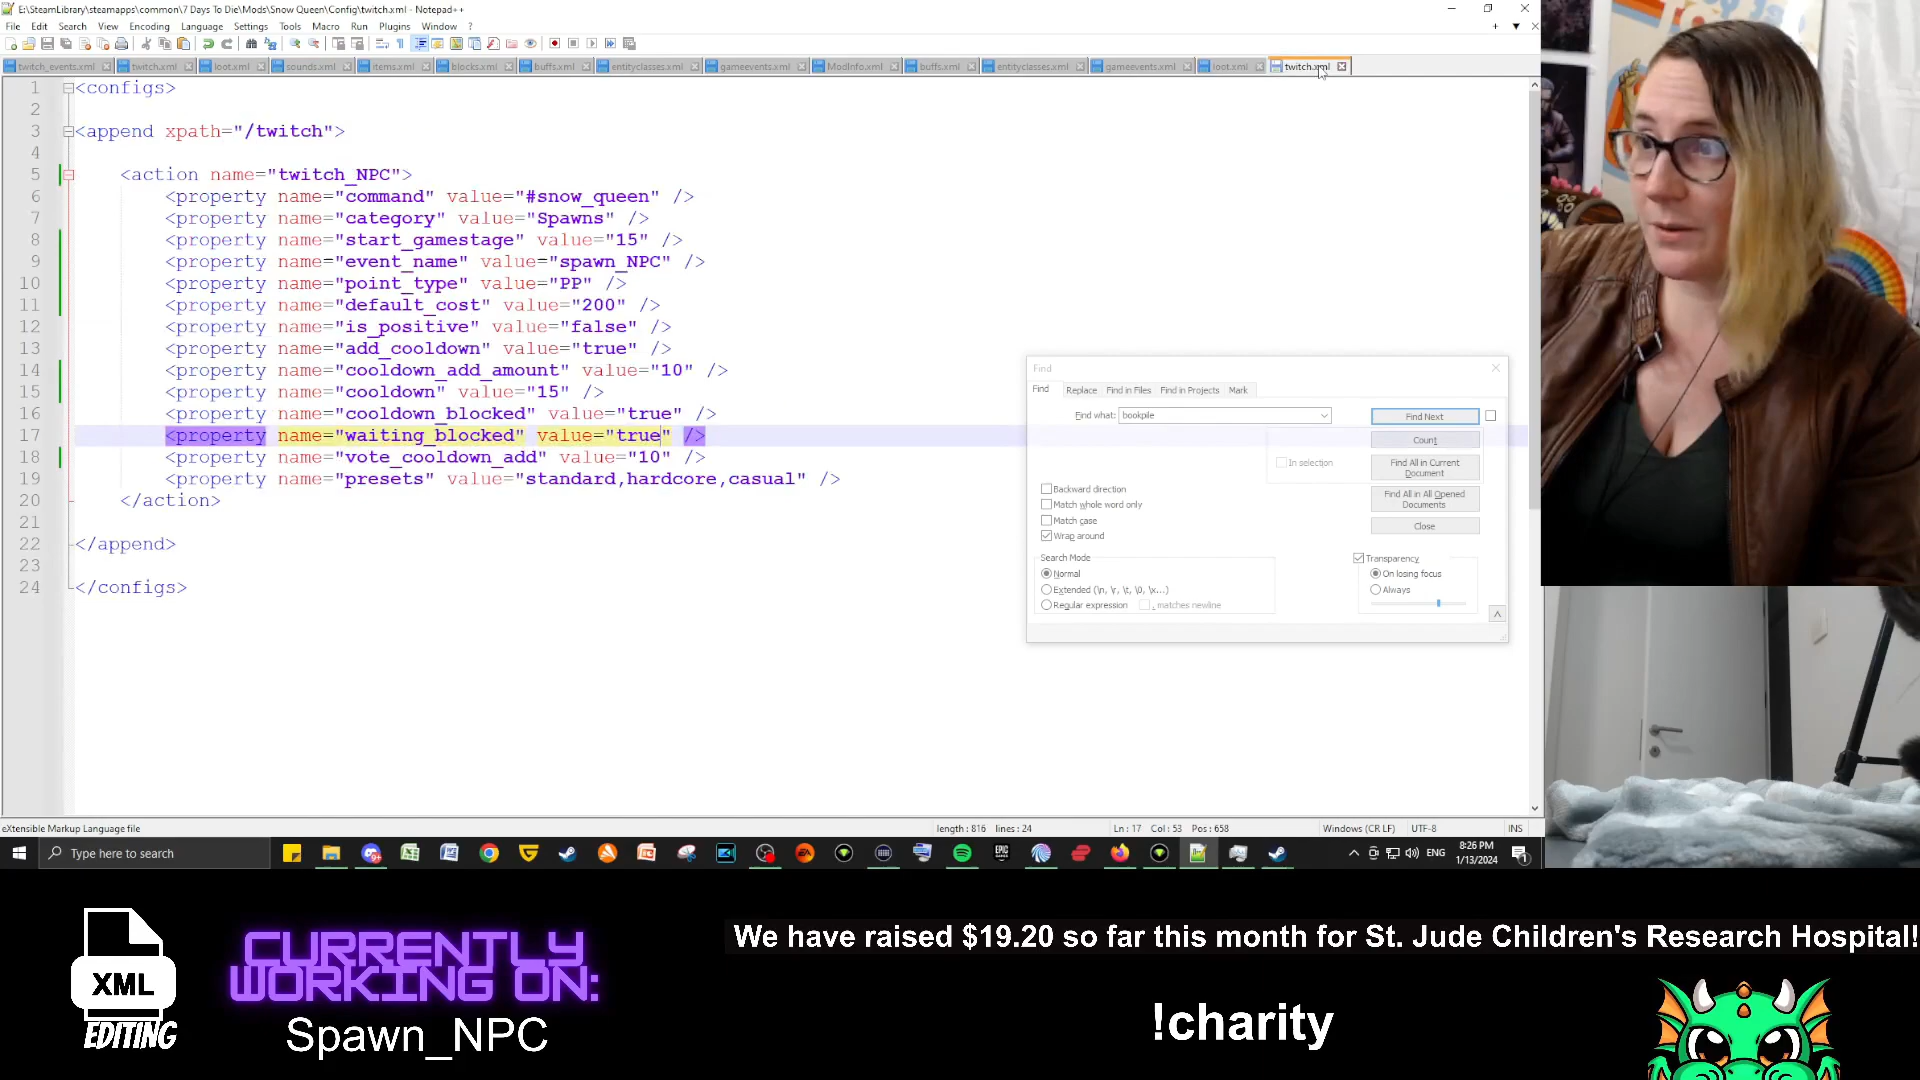 E:\SteamLibrary\steamapps\common\7 Days To Die\Mods\Snow Queen\Config\twitch.xml - Notepad++
File Edit Search View Encoding Language Settings Tools Macro Run Plugins Window ?
twitch_events.xml twitch.xml loot.xml sounds.xml items.xml blocks.xml buffs.xml entityclasses.xml gameevents.xml ModInfo.xml buffs.xml entityclasses.xml gameevents.xml loot.xml twitch.xml
1 <configs>
2
3 <append xpath="/twitch">
4
5 <action name="twitch_NPC">
6 <property name="command" value="#snow_queen" />
7 <property name="category" value="Spawns" />
8 <property name="start_gamestage" value="15" />
9 <property name="event_name" value="spawn_NPC" />
10 <property name="point_type" value="PP" />
11 <property name="default_cost" value="200" />
12 <property name="is_positive" value="false" />
13 <property name="add_cooldown" value="true" />
14 <property name="cooldown_add_amount" value="10" />
15 <property name="cooldown" value="15" />
16 <property name="cooldown_blocked" value="true" />
17 <property name="waiting_blocked" value="true" />
18 <property name="vote_cooldown_add" value="10" />
19 <property name="presets" value="standard,hardcore,casual" />
20 </action>
21
22 </append>
23
24 </configs>
Find
Find Replace Find in Files Find in Projects Mark
Find what: bookpile
Find Next
Count
In selection
Find All in Current Document
Find All in All Opened Documents
Close
Backward direction
Match whole word only
Match case
Wrap around
Search Mode
Normal
Extended (\n, \r, \t, \0, \x...)
Regular expression . matches newline
Transparency
On losing focus
Always
eXtensible Markup Language file length : 816 lines : 24 Ln : 17 Col : 53 Pos : 658 Windows (CR LF) UTF-8 INS
Type here to search
ENG
8:26 PM
1/13/2024
XML
EDITING
CURRENTLY
WORKING ON:
Spawn_NPC
We have raised $19.20 so far this month for St. Jude Children's Research Hospital!
!charity